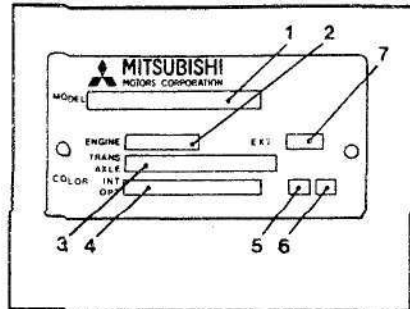 1 2 7
MITSUBISHI
MOTORS CORPORATION
MODEL
ENGINE EXT
TRANS
AXLE
COLOR INT
OPT
3 4 5 6